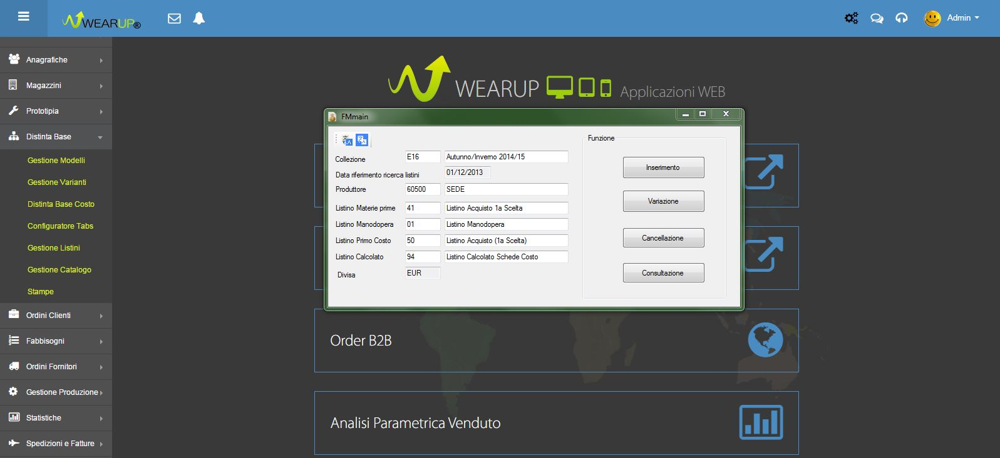 WEARUP®
Admin
Anagrafiche
Magazzini
Prototipia
Distinta Base
Gestione Modelli
Gestione Varianti
Distinta Base Costo
Configuratore Tabs
Gestione Listini
Gestione Catalogo
Stampe
Ordini Clienti
Fabbisogni
Ordini Fornitori
Gestione Produzione
Statistiche
Spedizioni e Fatture
WEARUP Applicazioni WEB
FMmain
Collezione E16 Autunno/Inverno 2014/15
Data riferimento ricerca listini 01/12/2013
Produttore 60500 SEDE
Listino Materie prime 41 Listino Acquisto 1a Scelta
Listino Manodopera 01 Listino Manodopera
Listino Primo Costo 50 Listino Acquisto (1a Scelta)
Listino Calcolato 94 Listino Calcolato Schede Costo
Divisa EUR
Funzione
Inserimento
Variazione
Cancellazione
Consultazione
Order B2B
Analisi Parametrica Venduto